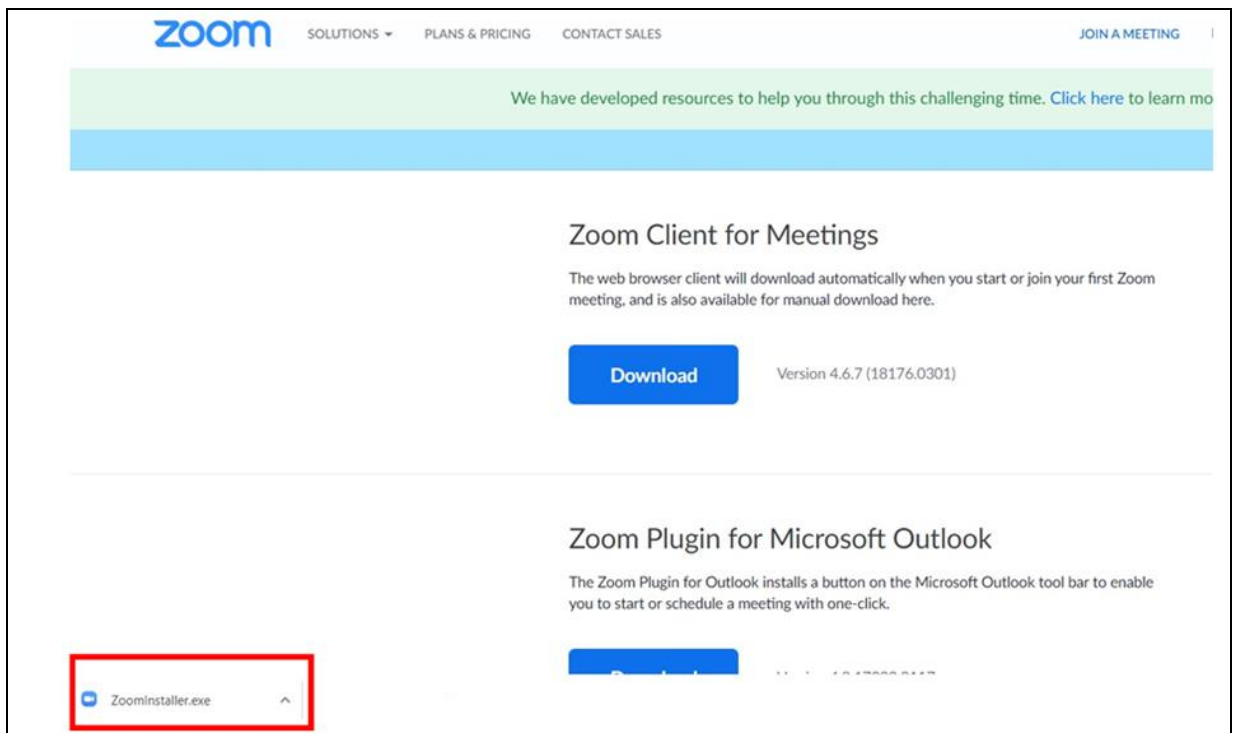 zoom
SOLUTIONS
PLANS & PRICING
CONTACT SALES
JOIN A MEETING
We have developed resources to help you through this challenging time. Click here to learn mo
Zoom Client for Meetings
The web browser client will download automatically when you start or join your first Zoom
meeting, and is also available for manual download here.
Download
Version 4.6.7 (18176.0301)
Zoom Plugin for Microsoft Outlook
The Zoom Plugin for Outlook installs a button on the Microsoft Outlook tool bar to enable
you to start or schedule a meeting with one-click.
ZoomInstaller.exe